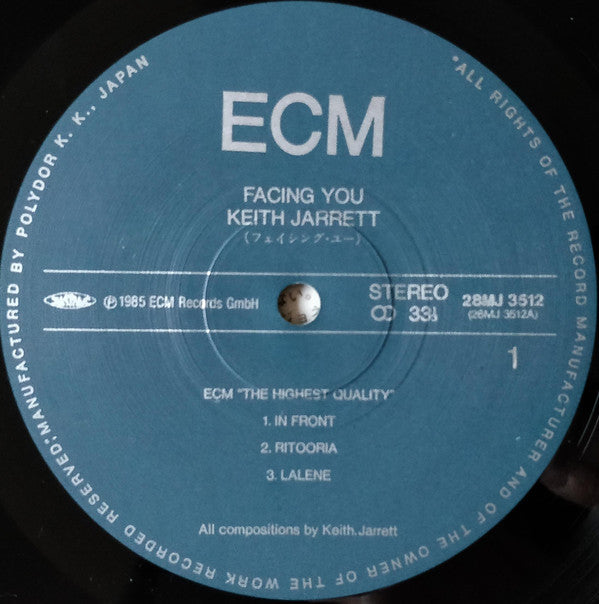 ECM
FACING YOU
KEITH JARRETT
(フェイシング・ユー)
JASRAC
Ⓟ1985 ECM Records GmbH
STEREO
33⅓
28MJ 3512
(28MJ 3512A)
1
ECM "THE HIGHEST QUALITY"
1. IN FRONT
2. RITOORIA
3. LALENE
All compositions by Keith Jarrett
*ALL RIGHTS OF THE RECORD MANUFACTURER AND OF THE OWNER OF THE WORK RECORDED RESERVED: MANUFACTURED BY POLYDOR K. K., JAPAN